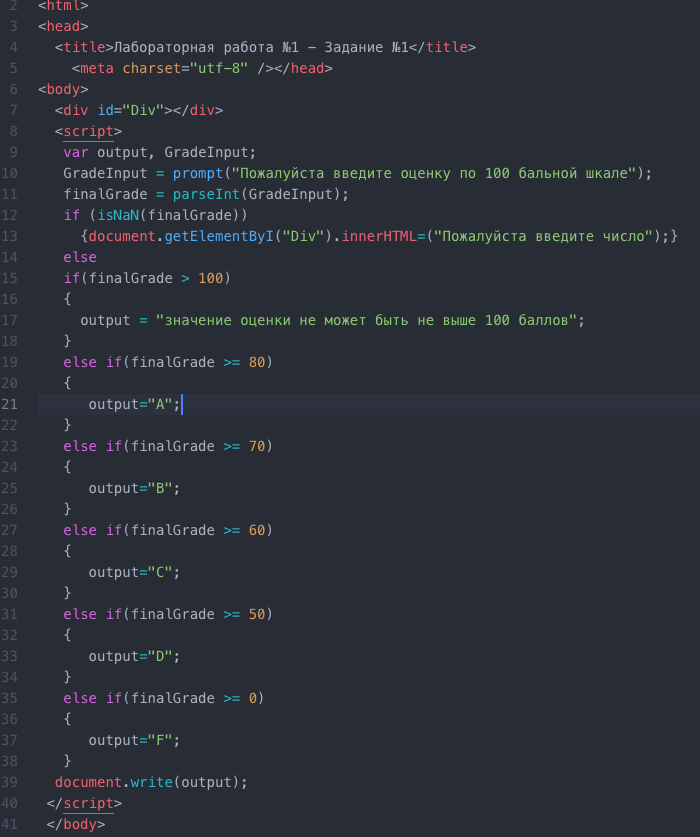 2 <html>
3 <head>
4 <title>Лабораторная работа №1 - Задание №1</title>
5 <meta charset="utf-8" /></head>
6 <body>
7 <div id="Div"></div>
8 <script>
9 var output, GradeInput;
10 GradeInput = prompt("Пожалуйста введите оценку по 100 бальной шкале");
11 finalGrade = parseInt(GradeInput);
12 if (isNaN(finalGrade))
13 {document.getElementByI("Div").innerHTML=("Пожалуйста введите число");}
14 else
15 if(finalGrade > 100)
16 {
17 output = "значение оценки не может быть не выше 100 баллов";
18 }
19 else if(finalGrade >= 80)
20 {
21 output="A";
22 }
23 else if(finalGrade >= 70)
24 {
25 output="B";
26 }
27 else if(finalGrade >= 60)
28 {
29 output="C";
30 }
31 else if(finalGrade >= 50)
32 {
33 output="D";
34 }
35 else if(finalGrade >= 0)
36 {
37 output="F";
38 }
39 document.write(output);
40 </script>
41 </body>